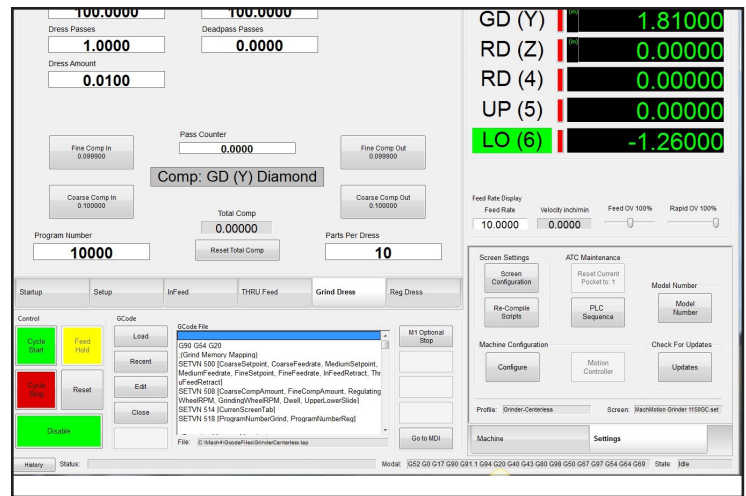 100.0000 100.0000
Dress Passes Deadpass Passes
1.0000 0.0000
Dress Amount
0.0100
Pass Counter
0.0000
Fine Comp In
0.099900
Fine Comp Out
0.099900
Comp: GD (Y) Diamond
Coarse Comp In
0.100000
Coarse Comp Out
0.100000
Total Comp
0.00000
Reset Total Comp
Program Number
10000
Parts Per Dress
10
Startup Setup InFeed THRU Feed Grind Dress Reg Dress
Control
Cycle
Start
Feed
Hold
Cycle
Stop
Reset
Disable
GCode
Load
Recent
Edit
Close
GCode File
G90 G54 G20
;(Grind Memory Mapping)
SETVN 500 [CoarseSetpoint, CoarseFeedrate, MediumSetpoint,
MediumFeedrate, FineSetpoint, FineFeedrate, InFeedRetract, Thr
uFeedRetract]
SETVN 508 [CoarseCompAmount, FineCompAmount, Regulating
WheelRPM, GrindingWheelRPM, Dwell, UpperLowerSlide]
SETVN 514 [CurrenScreenTab]
SETVN 518 [ProgramNumberGrind, ProgramNumberReg]
File: C:\Mach4\GcodeFiles\GrinderCenterless.tap
M1 Optional
Stop
Go to MDI
GD (Y) (in) 1.81000
RD (Z) (in) 0.00000
RD (4) 0.00000
UP (5) 0.00000
LO (6) -1.26000
Feed Rate Display
Feed Rate Velocity inch/min Feed OV 100% Rapid OV 100%
10.0000 0.0000
Screen Settings
Screen
Configuration
Re-Compile
Scripts
ATC Maintenance
Reset Current
Pocket to: 1
PLC
Sequence
Model Number
Model
Number
Machine Configuration
Configure
Motion
Controller
Check For Updates
Updates
Profile: Grinder-Centerless Screen: MachMotion Grinder 1150GC.set
Machine Settings
History Status: Modal: G52 G0 G17 G90 G91.1 G94 G20 G40 G43 G80 G98 G50 G67 G97 G54 G64 G69 State: Idle